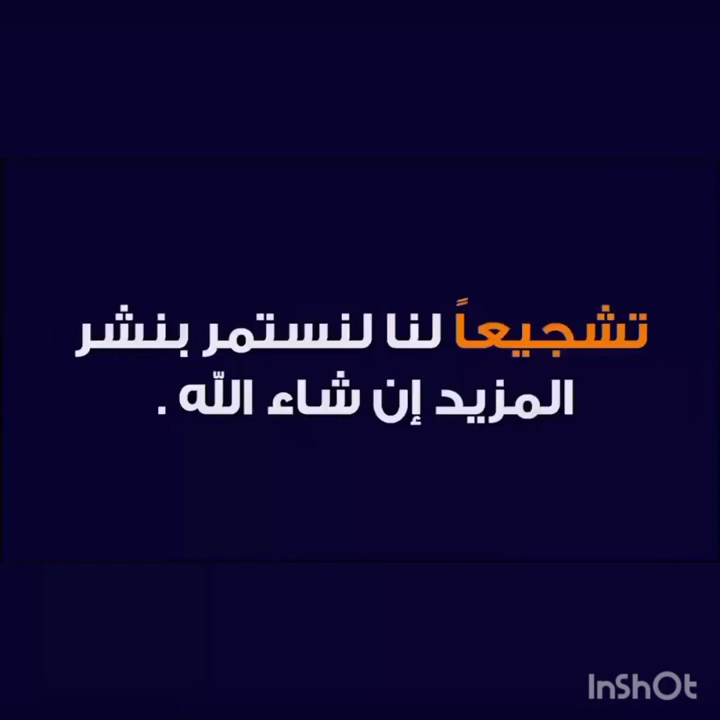 تشجيعاً لنا لنستمر بنشر
المزيد إن شاء الله .
InShOt